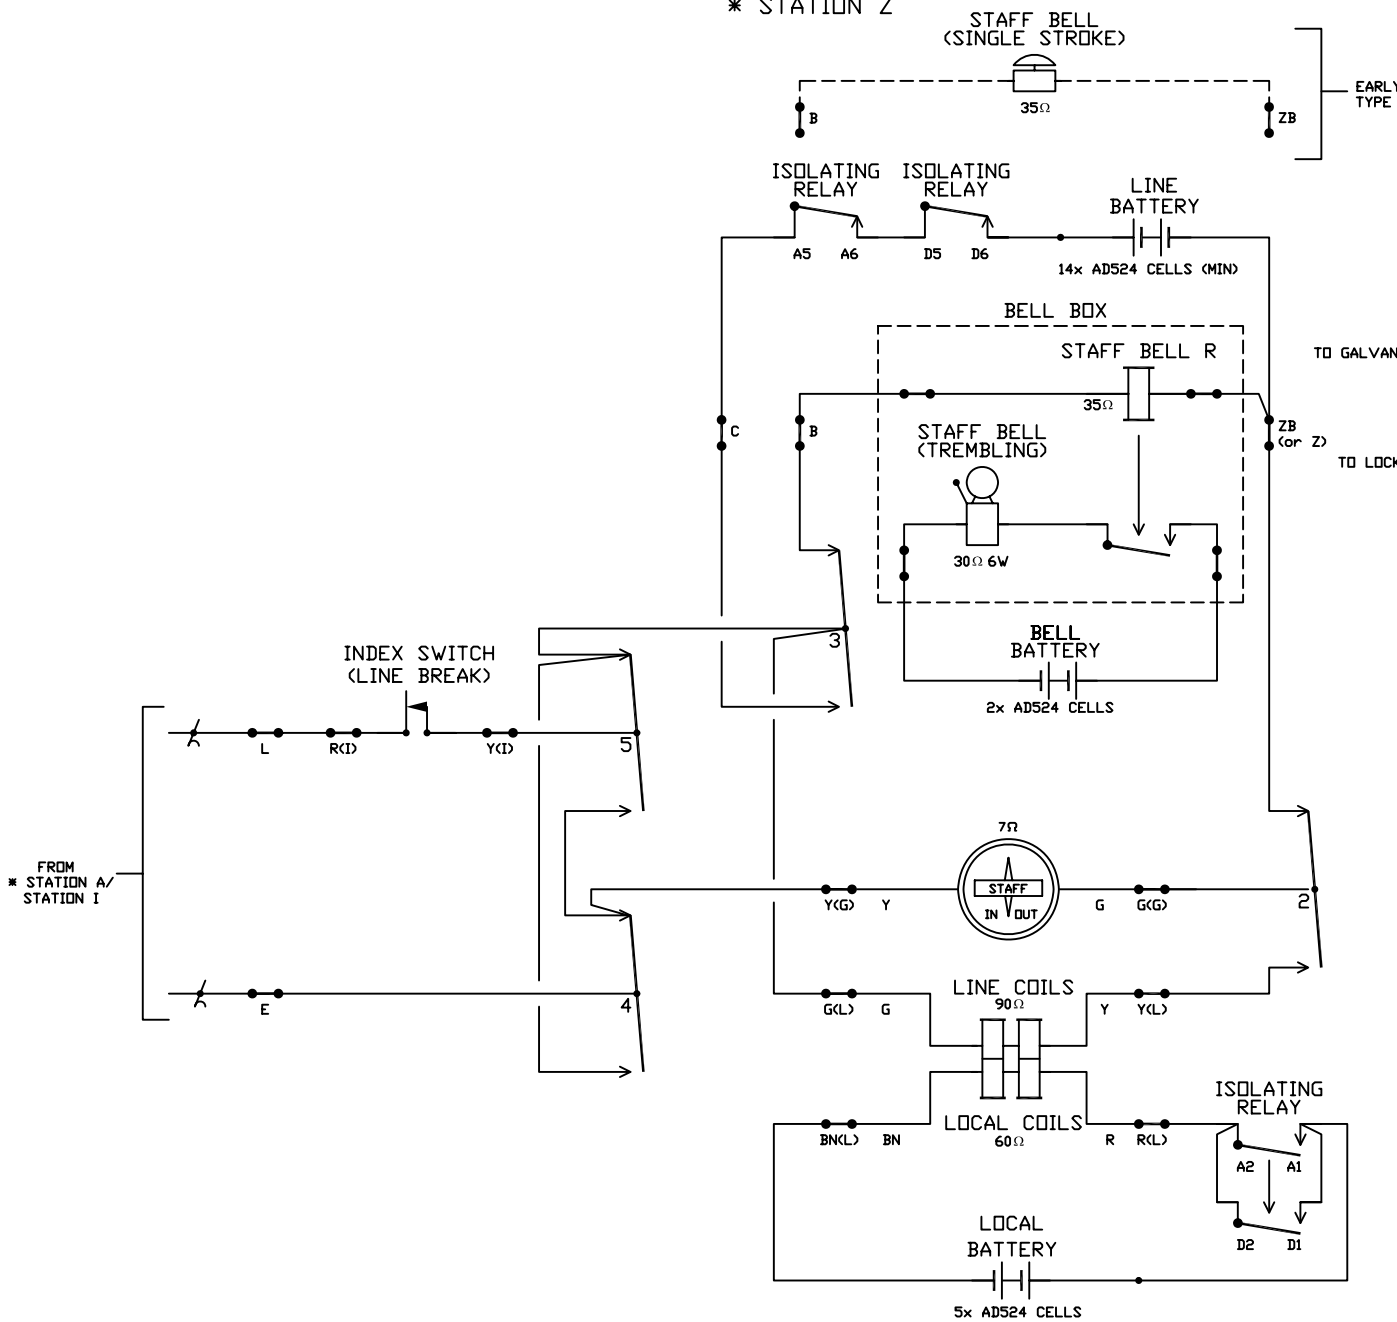 * STATION Z
STAFF BELL
(SINGLE STROKE)
35Ω
B
ZB
EARLY
TYPE
ISOLATING
RELAY
ISOLATING
RELAY
LINE
BATTERY
A5
A6
D5
D6
14x AD524 CELLS (MIN)
BELL BOX
STAFF BELL R
TO GALVAN
35Ω
C
B
STAFF BELL
(TREMBLING)
ZB
(or Z)
TO LOCK
30Ω 6W
3
BELL
BATTERY
INDEX SWITCH
(LINE BREAK)
2x AD524 CELLS
L
R(I)
Y(I)
5
7Ω
FROM
* STATION A/
STATION I
STAFF
IN OUT
Y(G)
Y
G
G(G)
2
E
4
LINE COILS
90Ω
G(L)
G
Y
Y(L)
ISOLATING
RELAY
LOCAL COILS
60Ω
BN(L)
BN
R
R(L)
A2
A1
LOCAL
BATTERY
D2
D1
5x AD524 CELLS